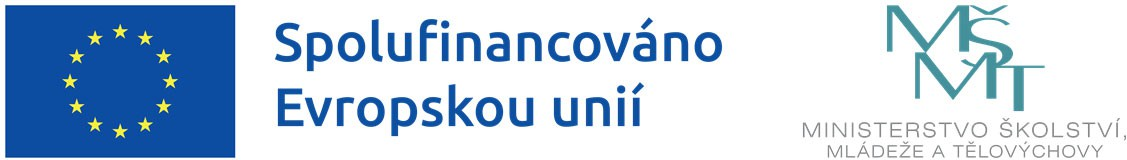 Spolufinancováno
Evropskou unií
MŠ
MT
MINISTERSTVO ŠKOLSTVÍ,
MLÁDEŽE A TĚLOVÝCHOVY